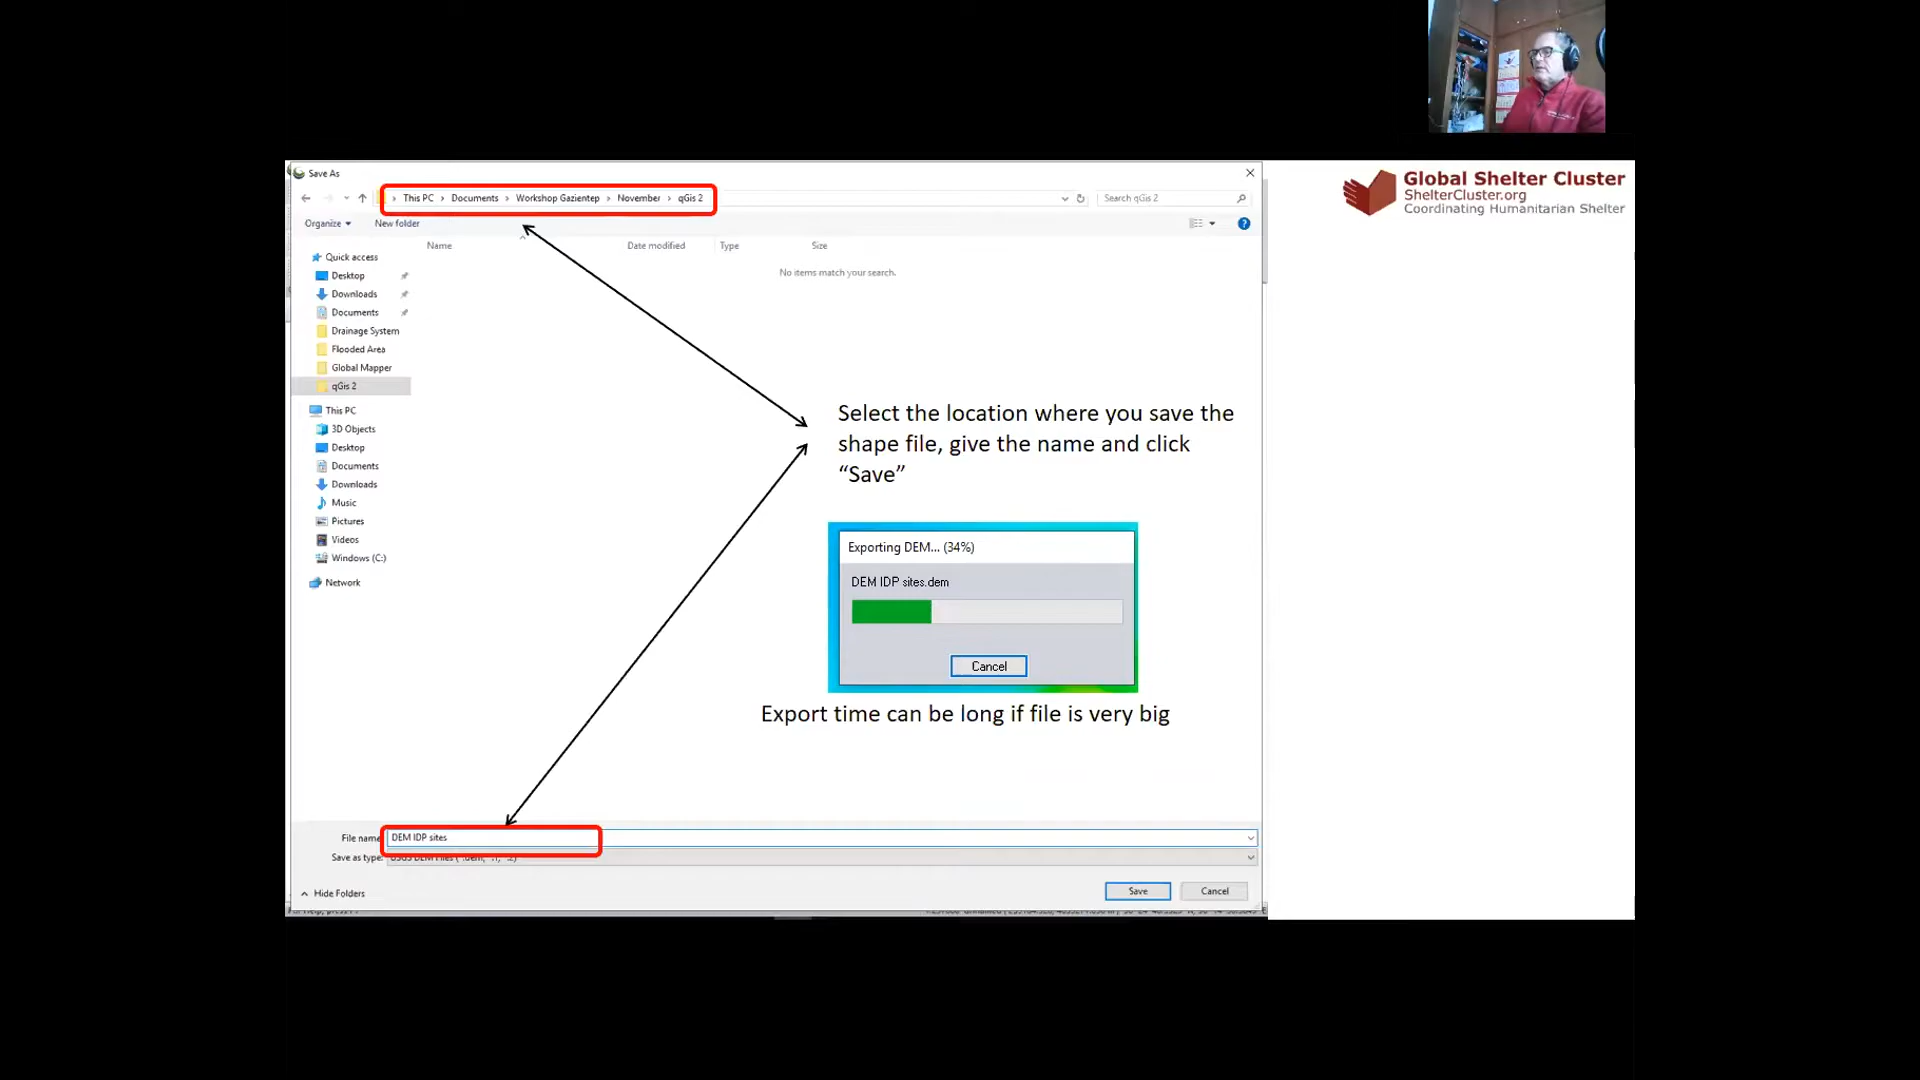 Save As
This PC > Documents > Workshop Gazientep > November > qGis 2
Search qGis 2
Organize
New folder
Name
Date modified
Type
Size
No items match your search.
Quick access
Desktop
Downloads
Documents
Drainage System
Flooded Area
Global Mapper
qGis 2
This PC
3D Objects
Desktop
Documents
Downloads
Music
Pictures
Videos
Windows (C:)
Network
Select the location where you save the
shape file, give the name and click
“Save”
Exporting DEM... (34%)
DEM IDP sites.dem
Cancel
Export time can be long if file is very big
File name
DEM IDP sites
Save as type:
Hide Folders
Save
Cancel
Global Shelter Cluster
ShelterCluster.org
Coordinating Humanitarian Shelter